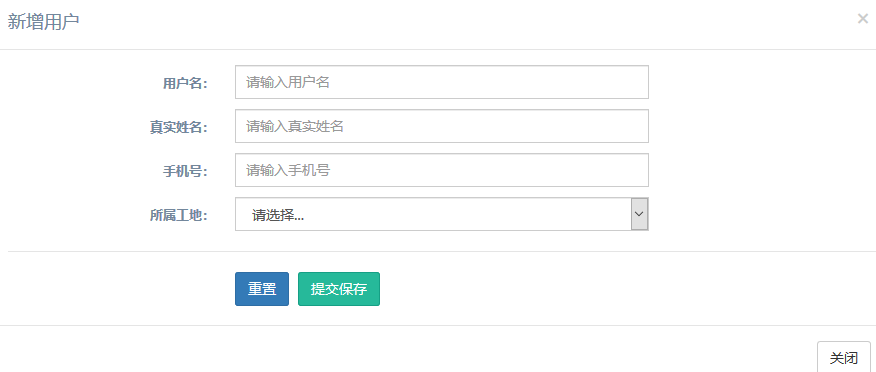 新增用户 ×
用户名： 请输入用户名
真实姓名： 请输入真实姓名
手机号： 请输入手机号
所属工地： 请选择...
重置 提交保存
关闭